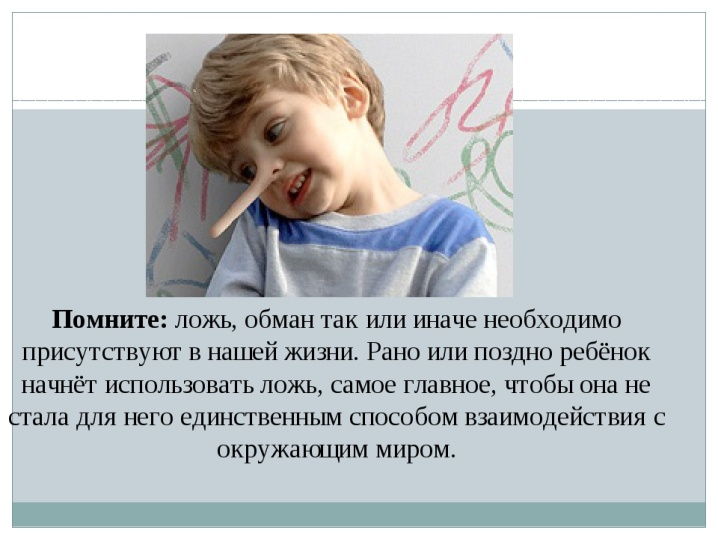 Помните: ложь, обман так или иначе необходимо
присутствуют в нашей жизни. Рано или поздно ребёнок
начнёт использовать ложь, самое главное, чтобы она не
стала для него единственным способом взаимодействия с
окружающим миром.